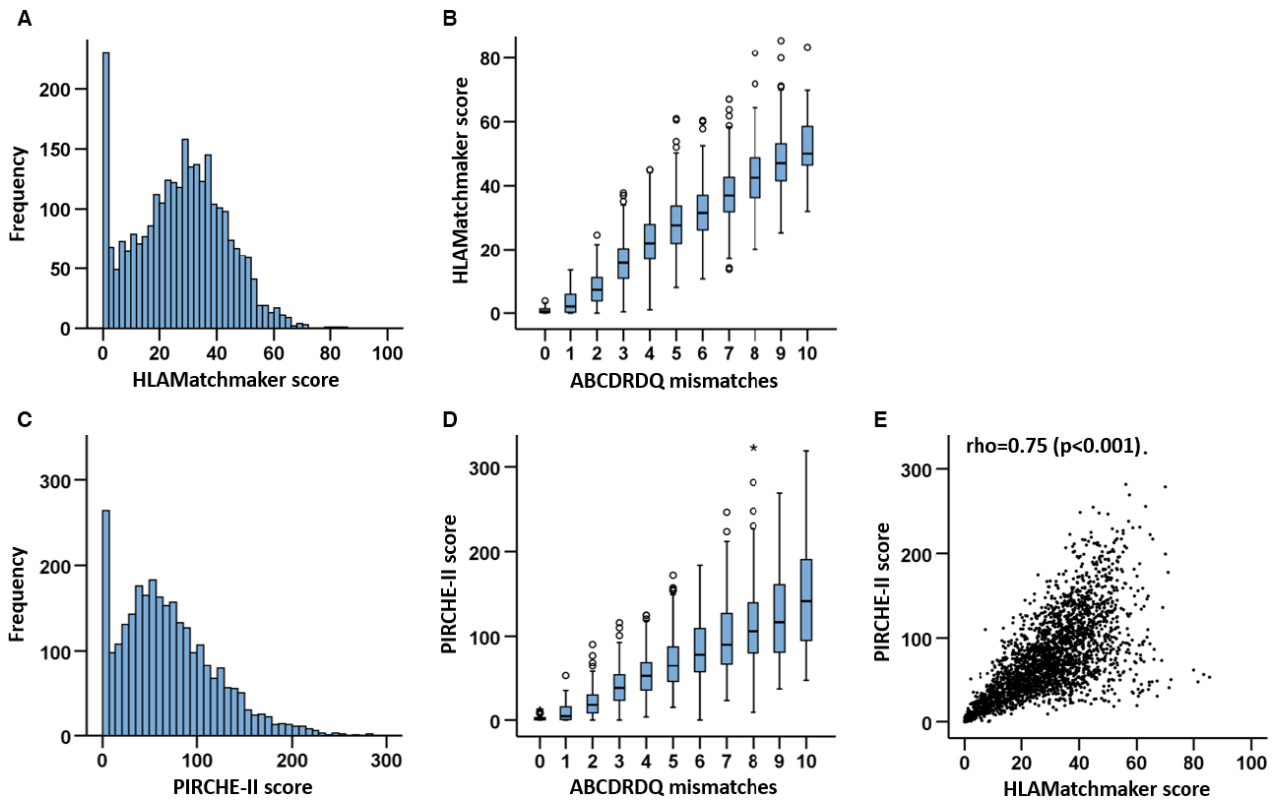 A
Frequency
200
150
100
50
0
0 20 40 60 80 100
HLAMatchmaker score
B
HLAMatchmaker score
80
60
40
20
0
0 1 2 3 4 5 6 7 8 9 10
ABCDRDQ mismatches
C
Frequency
300
200
100
0
0 100 200 300
PIRCHE-II score
D
PIRCHE-II score
300
200
100
0
0 1 2 3 4 5 6 7 8 9 10
ABCDRDQ mismatches
E
rho=0.75 (p<0.001)
PIRCHE-II score
300
200
100
0
0 20 40 60 80 100
HLAMatchmaker score